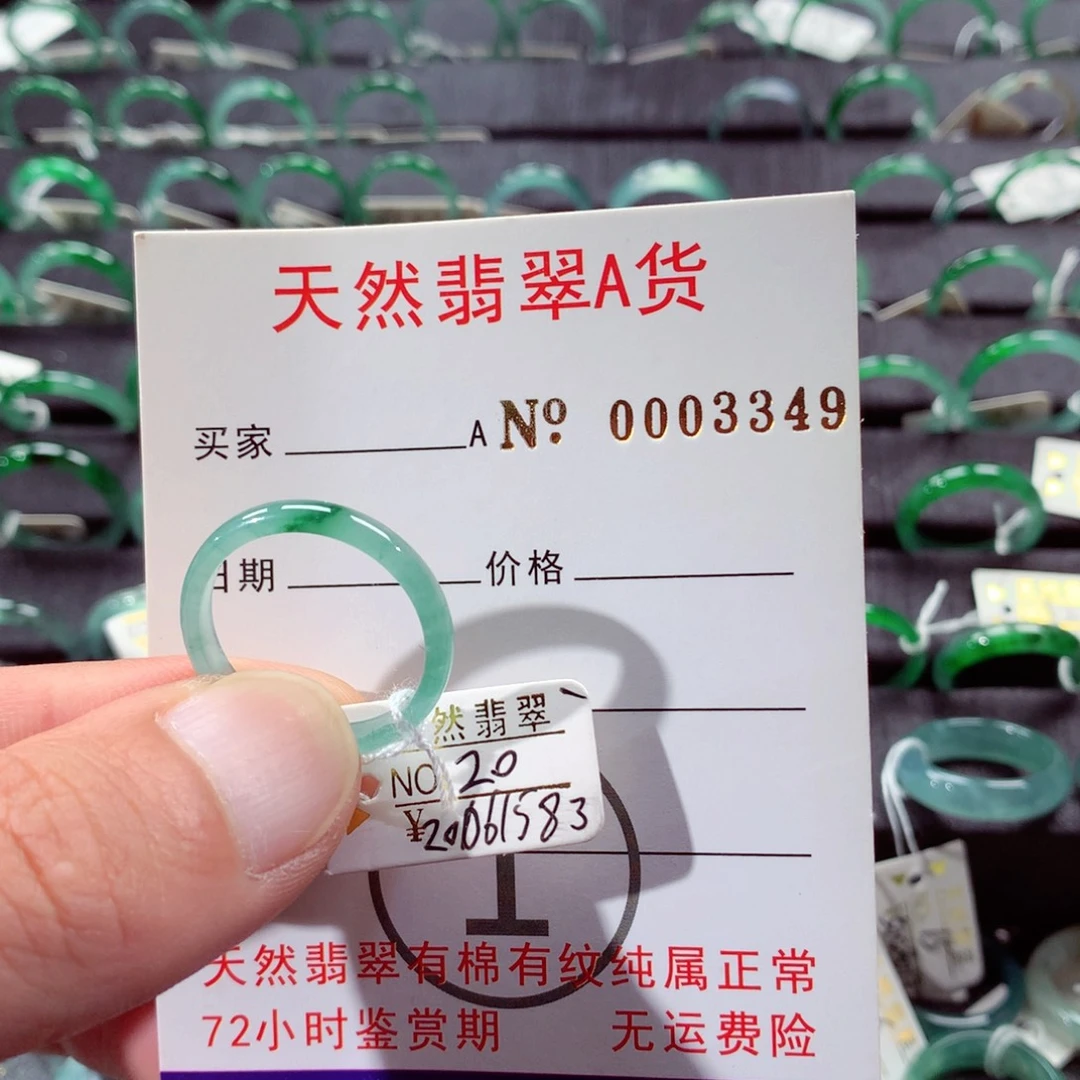 天然翡翠A货
买家 A № 0003349
日期 价格
然翡翠
NO 20
¥20061583
天然翡翠有棉有纹纯属正常
72小时鉴赏期 无运费险